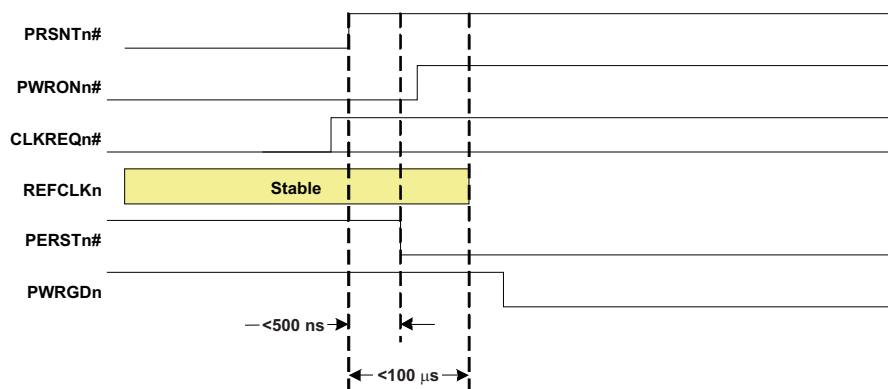 PRSNTn#
PWRONn#
CLKREQn#
REFCLKn
Stable
PERSTn#
PWRGDn
<500 ns
<100 μs